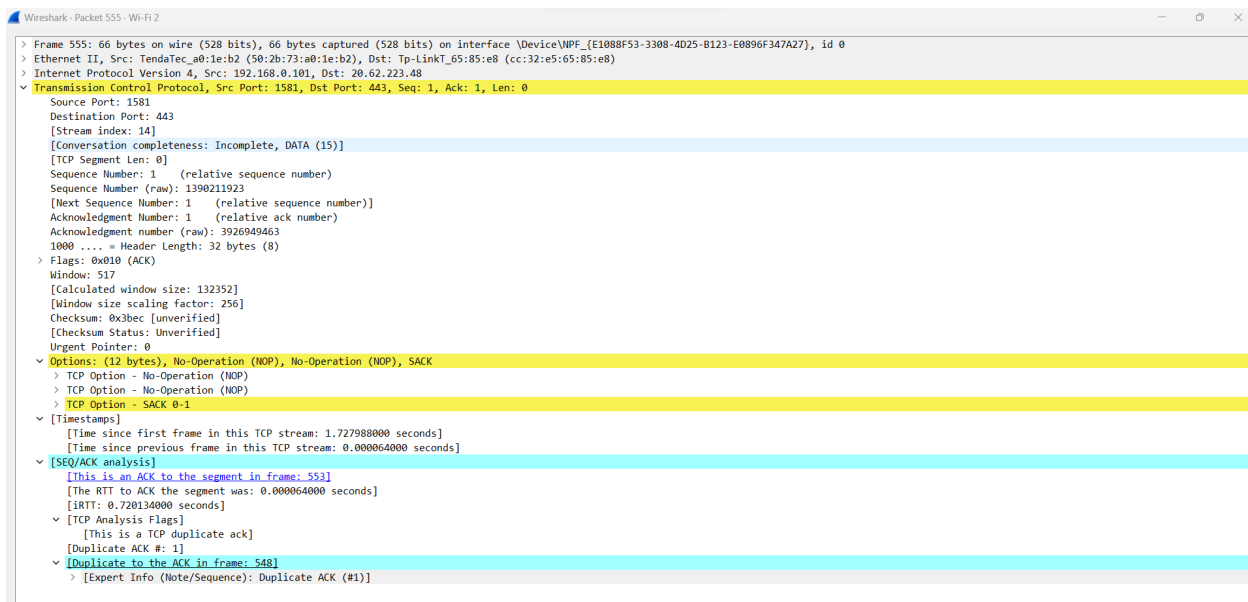 Wireshark · Packet 555 · Wi-Fi 2
Frame 555: 66 bytes on wire (528 bits), 66 bytes captured (528 bits) on interface \Device\NPF_{E1088F53-3308-4D25-B123-E0896F347A27}, id 0
Ethernet II, Src: TendaTec_a0:1e:b2 (50:2b:73:a0:1e:b2), Dst: Tp-LinkT_65:85:e8 (cc:32:e5:65:85:e8)
Internet Protocol Version 4, Src: 192.168.0.101, Dst: 20.62.223.48
Transmission Control Protocol, Src Port: 1581, Dst Port: 443, Seq: 1, Ack: 1, Len: 0
Source Port: 1581
Destination Port: 443
[Stream index: 14]
[Conversation completeness: Incomplete, DATA (15)]
[TCP Segment Len: 0]
Sequence Number: 1 (relative sequence number)
Sequence Number (raw): 1390211923
[Next Sequence Number: 1 (relative sequence number)]
Acknowledgment Number: 1 (relative ack number)
Acknowledgment number (raw): 3926949463
1000 .... = Header Length: 32 bytes (8)
Flags: 0x010 (ACK)
Window: 517
[Calculated window size: 132352]
[Window size scaling factor: 256]
Checksum: 0x3bec [unverified]
[Checksum Status: Unverified]
Urgent Pointer: 0
Options: (12 bytes), No-Operation (NOP), No-Operation (NOP), SACK
TCP Option - No-Operation (NOP)
TCP Option - No-Operation (NOP)
TCP Option - SACK 0-1
[Timestamps]
[Time since first frame in this TCP stream: 1.727988000 seconds]
[Time since previous frame in this TCP stream: 0.000064000 seconds]
[SEQ/ACK analysis]
[This is an ACK to the segment in frame: 553]
[The RTT to ACK the segment was: 0.000064000 seconds]
[iRTT: 0.720134000 seconds]
[TCP Analysis Flags]
[This is a TCP duplicate ack]
[Duplicate ACK #: 1]
[Duplicate to the ACK in frame: 548]
[Expert Info (Note/Sequence): Duplicate ACK (#1)]